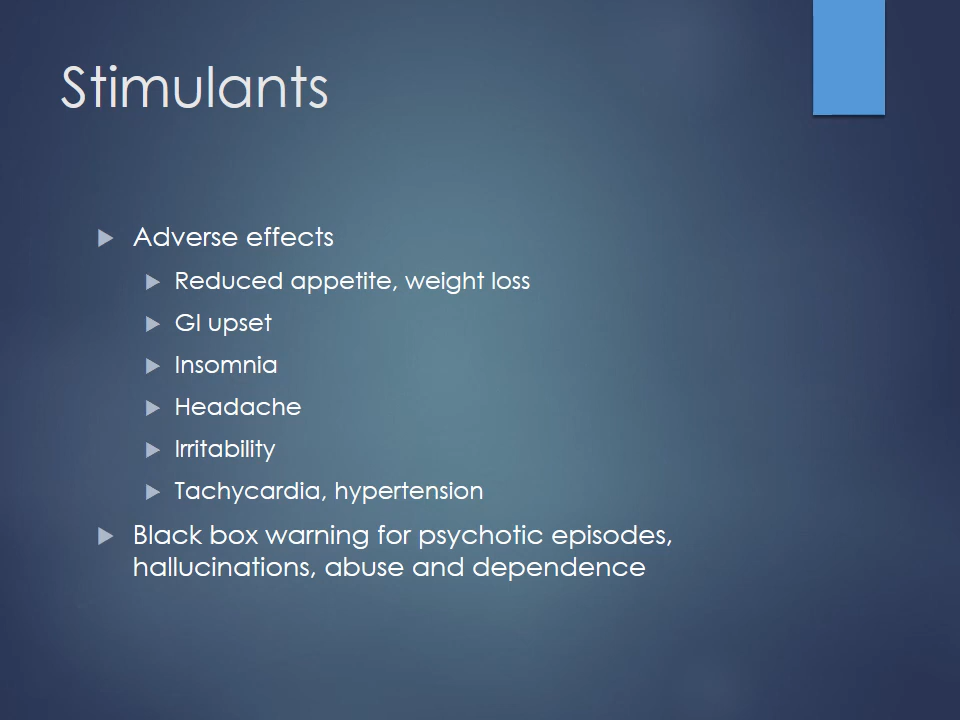 Stimulants
Adverse effects
Reduced appetite, weight loss
GI upset
Insomnia
Headache
Irritability
Tachycardia, hypertension
Black box warning for psychotic episodes,
hallucinations, abuse and dependence